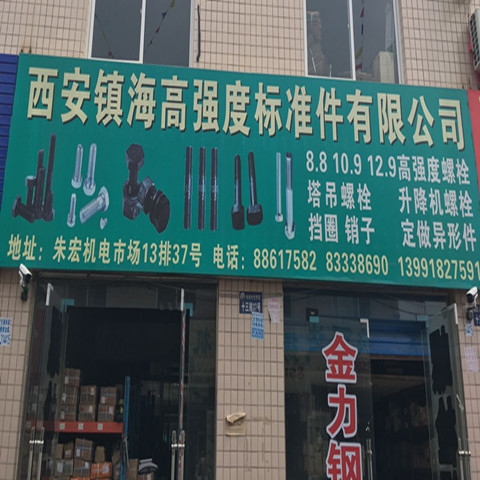 西安镇海高强度标准件有限公司
8.8 10.9 12.9高强度螺栓
塔吊螺栓 升降机螺栓
挡圈 销子 定做异形件
地址：朱宏机电市场13排37号 电话：88617582 83338690 13991827591
金力钢